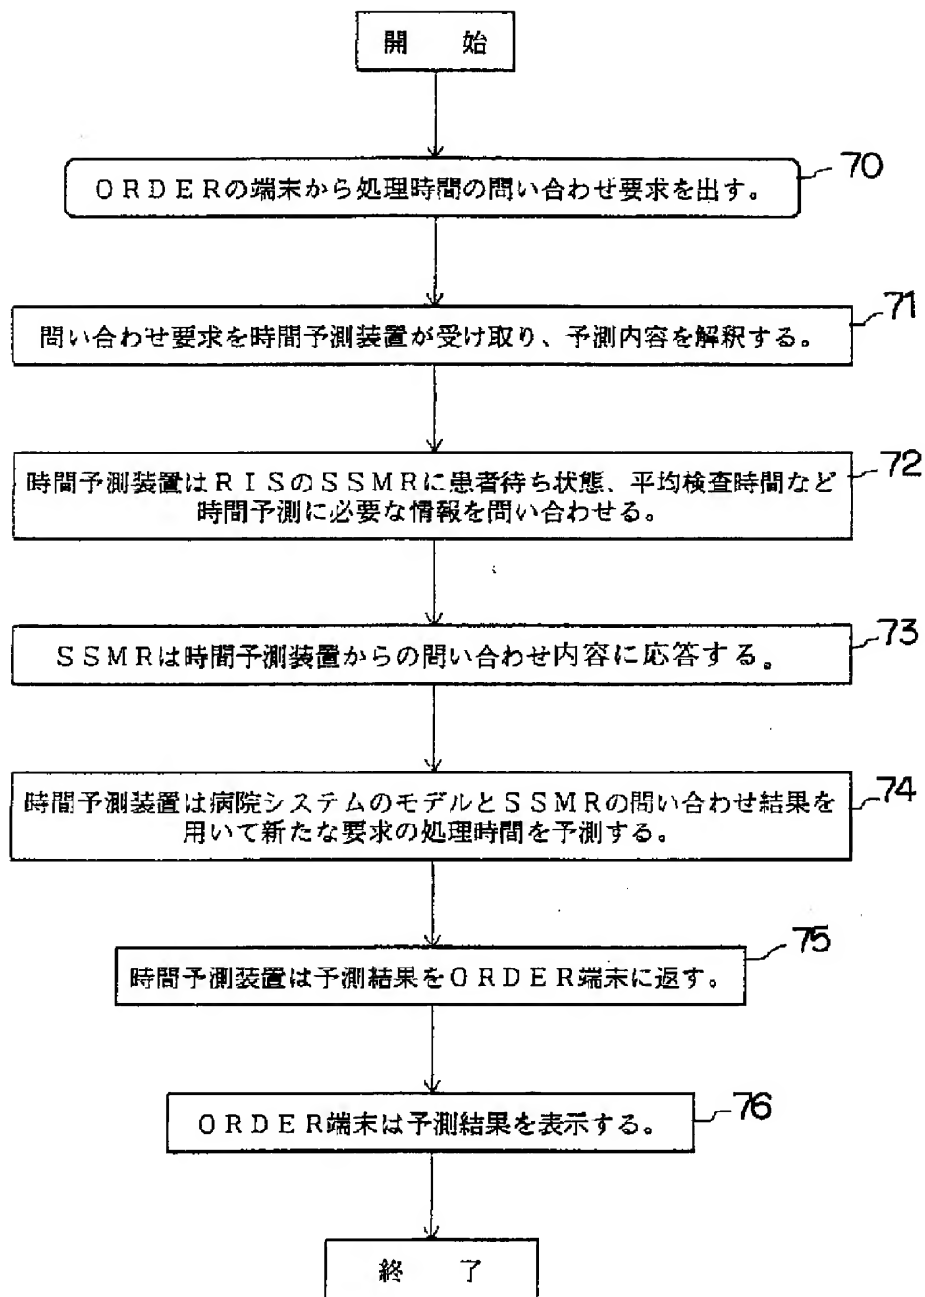 開　始
ＯＲＤＥＲの端末から処理時間の問い合わせ要求を出す。
70
問い合わせ要求を時間予測装置が受け取り、予測内容を解釈する。
71
時間予測装置はＲＩＳのＳＳＭＲに患者待ち状態、平均検査時間など
時間予測に必要な情報を問い合わせる。
72
ＳＳＭＲは時間予測装置からの問い合わせ内容に応答する。
73
時間予測装置は病院システムのモデルとＳＳＭＲの問い合わせ結果を
用いて新たな要求の処理時間を予測する。
74
時間予測装置は予測結果をＯＲＤＥＲ端末に返す。
75
ＯＲＤＥＲ端末は予測結果を表示する。
76
終　了